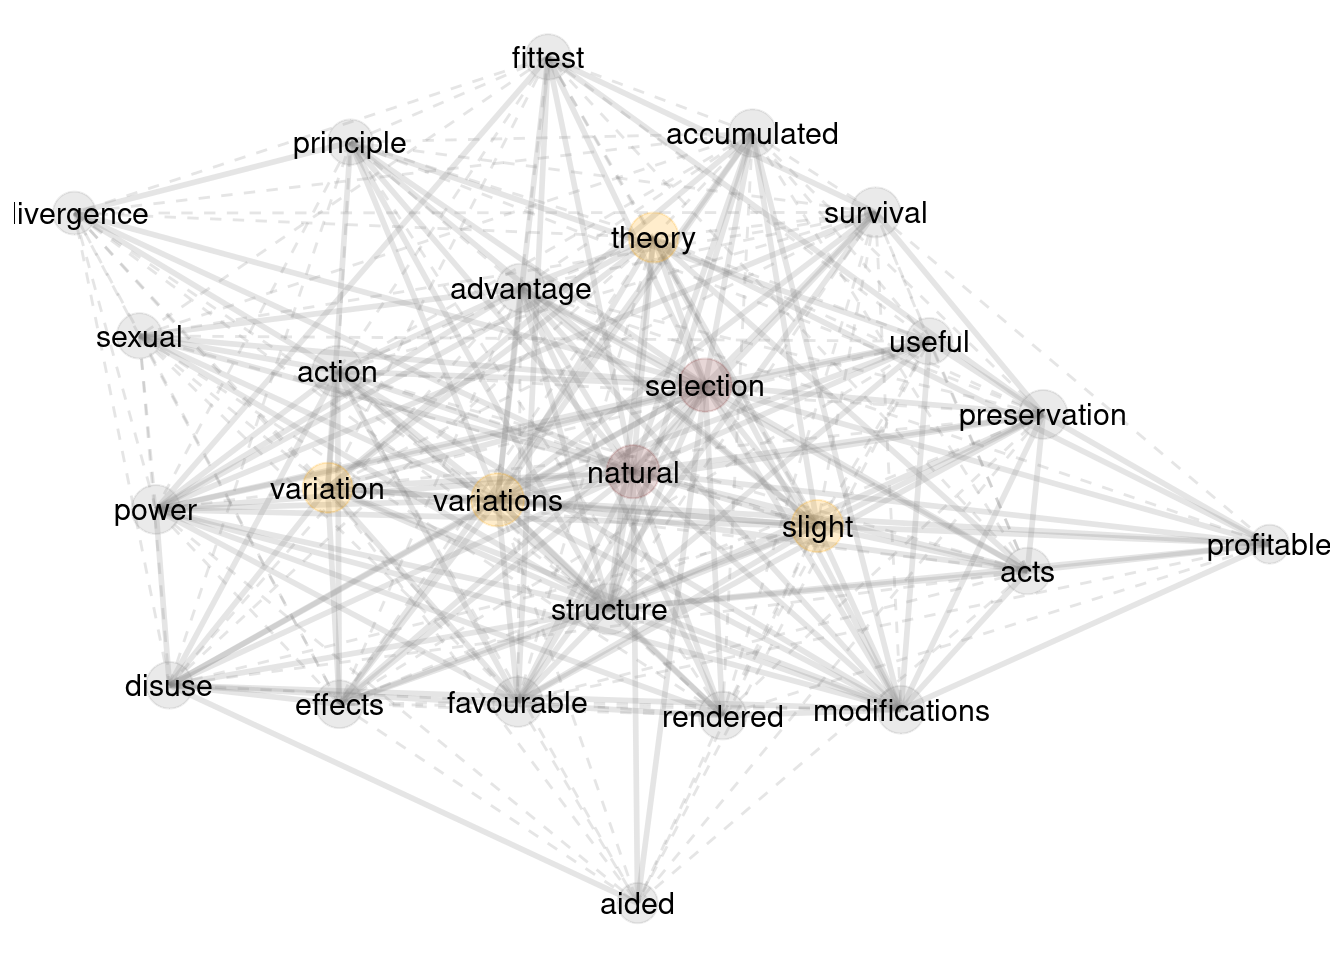 fittest
accumulated
principle
livergence
survival
theory
advantage
sexual
useful
action
selection
preservation
natural
variation
variations
power
slight
profitable
acts
structure
disuse
effects
favourable
rendered
modifications
aided